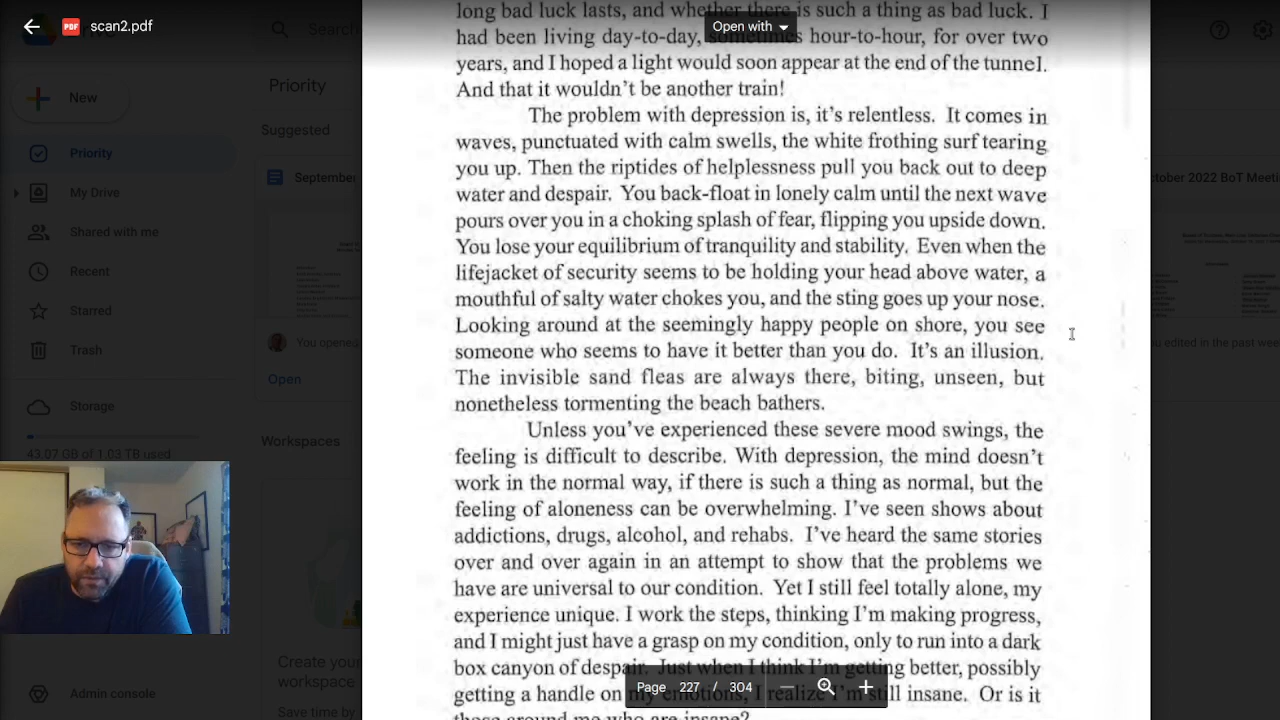 scan2.pdf
Open with
Search
New
Priority
My Drive
Shared with me
Recent
Starred
Trash
Storage
43.07 GB of 1.03 TB used
Admin console
Priority
Suggested
September
You opene
Open
Workspaces
Create your
workspace
Save time by
long bad luck lasts, and whether there is such a thing as bad luck. I
had been living day-to-day, sometimes hour-to-hour, for over two
years, and I hoped a light would soon appear at the end of the tunnel.
And that it wouldn't be another train!
The problem with depression is, it's relentless. It comes in
waves, punctuated with calm swells, the white frothing surf tearing
you up. Then the riptides of helplessness pull you back out to deep
water and despair. You back-float in lonely calm until the next wave
pours over you in a choking splash of fear, flipping you upside down.
You lose your equilibrium of tranquility and stability. Even when the
lifejacket of security seems to be holding your head above water, a
mouthful of salty water chokes you, and the sting goes up your nose.
Looking around at the seemingly happy people on shore, you see
someone who seems to have it better than you do. It's an illusion.
The invisible sand fleas are always there, biting, unseen, but
nonetheless tormenting the beach bathers.
Unless you've experienced these severe mood swings, the
feeling is difficult to describe. With depression, the mind doesn't
work in the normal way, if there is such a thing as normal, but the
feeling of aloneness can be overwhelming. I've seen shows about
addictions, drugs, alcohol, and rehabs. I've heard the same stories
over and over again in an attempt to show that the problems we
have are universal to our condition. Yet I still feel totally alone, my
experience unique. I work the steps, thinking I'm making progress,
and I might just have a grasp on my condition, only to run into a dark
box canyon of despair. Just when I think I'm getting better, possibly
getting a handle on my emotions, I realize I'm still insane. Or is it
those around me who are insane?
Page 227 / 304
ctober 2022 BoT Meeti
u edited in the past week